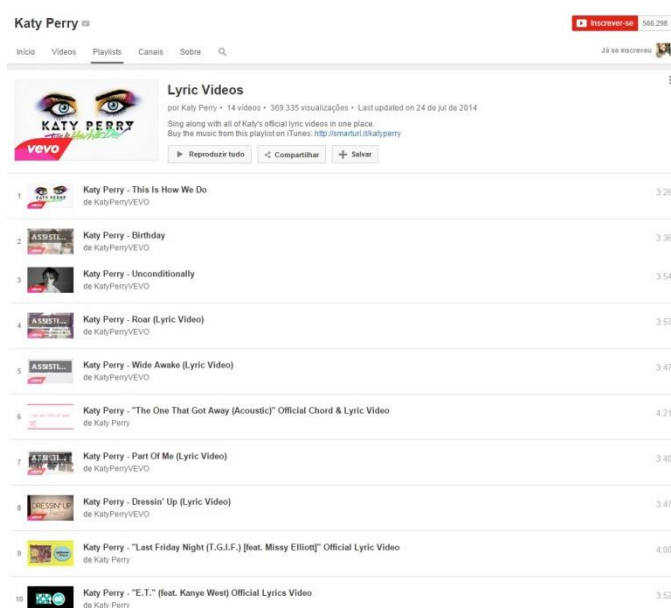 Katy Perry
Inscrever-se 566.298
Início Vídeos Playlists Canais Sobre
Já se inscreveu
KATY PERRY
This Is How We Do
vevo
Lyric Videos
por Katy Perry • 14 vídeos • 369.335 visualizações • Last updated on 24 de jul de 2014
Sing along with all of Katy's official lyric videos in one place.
Buy the music from this playlist on iTunes: http://smarturl.it/katyperry
Reproduzir tudo Compartilhar Salvar
1 KATY PERRY Katy Perry - This Is How We Do 3:26
de KatyPerryVEVO
2 ASSISTI... Katy Perry - Birthday 3:36
de KatyPerryVEVO
3 Katy Perry - Unconditionally 3:54
de KatyPerryVEVO
4 ASSISTI... Katy Perry - Roar (Lyric Video) 3:57
de KatyPerryVEVO
5 ASSISTI... Katy Perry - Wide Awake (Lyric Video) 3:47
de KatyPerryVEVO
6 Katy Perry - "The One That Got Away (Acoustic)" Official Chord & Lyric Video 4:21
de Katy Perry
7 ASSISTI... Katy Perry - Part Of Me (Lyric Video) 3:40
de KatyPerryVEVO
8 DRESSIN' UP Katy Perry - Dressin' Up (Lyric Video) 3:47
de KatyPerryVEVO
9 Katy Perry - "Last Friday Night (T.G.I.F.) [feat. Missy Elliott]" Official Lyric Video 4:00
de Katy Perry
10 Katy Perry - "E.T." (feat. Kanye West) Official Lyrics Video 3:52
de Katy Perry